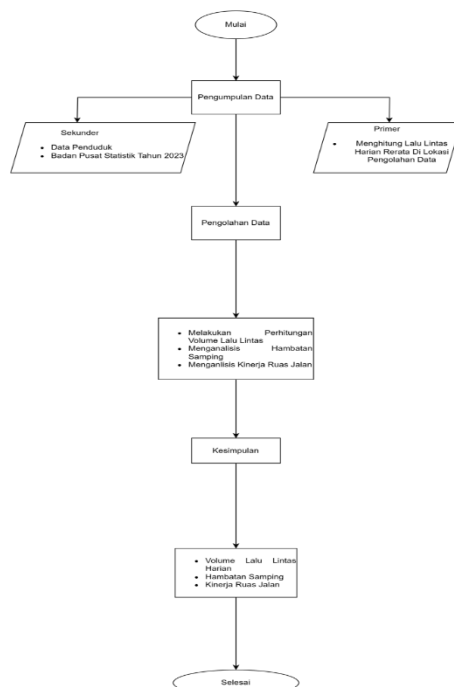 Mulai
Pengumpulan Data
Sekunder
• Data Penduduk
• Badan Pusat Statistik Tahun 2023
Primer
• Menghitung Lalu Lintas
Harian Rerata Di Lokasi
Pengolahan Data
Pengolahan Data
• Melakukan Perhitungan
Volume Lalu Lintas
• Menganalisis Hambatan
Samping
• Menganlisis Kinerja Ruas Jalan
Kesimpulan
• Volume Lalu Lintas
Harian
• Hambatan Samping
• Kinerja Ruas Jalan
Selesai